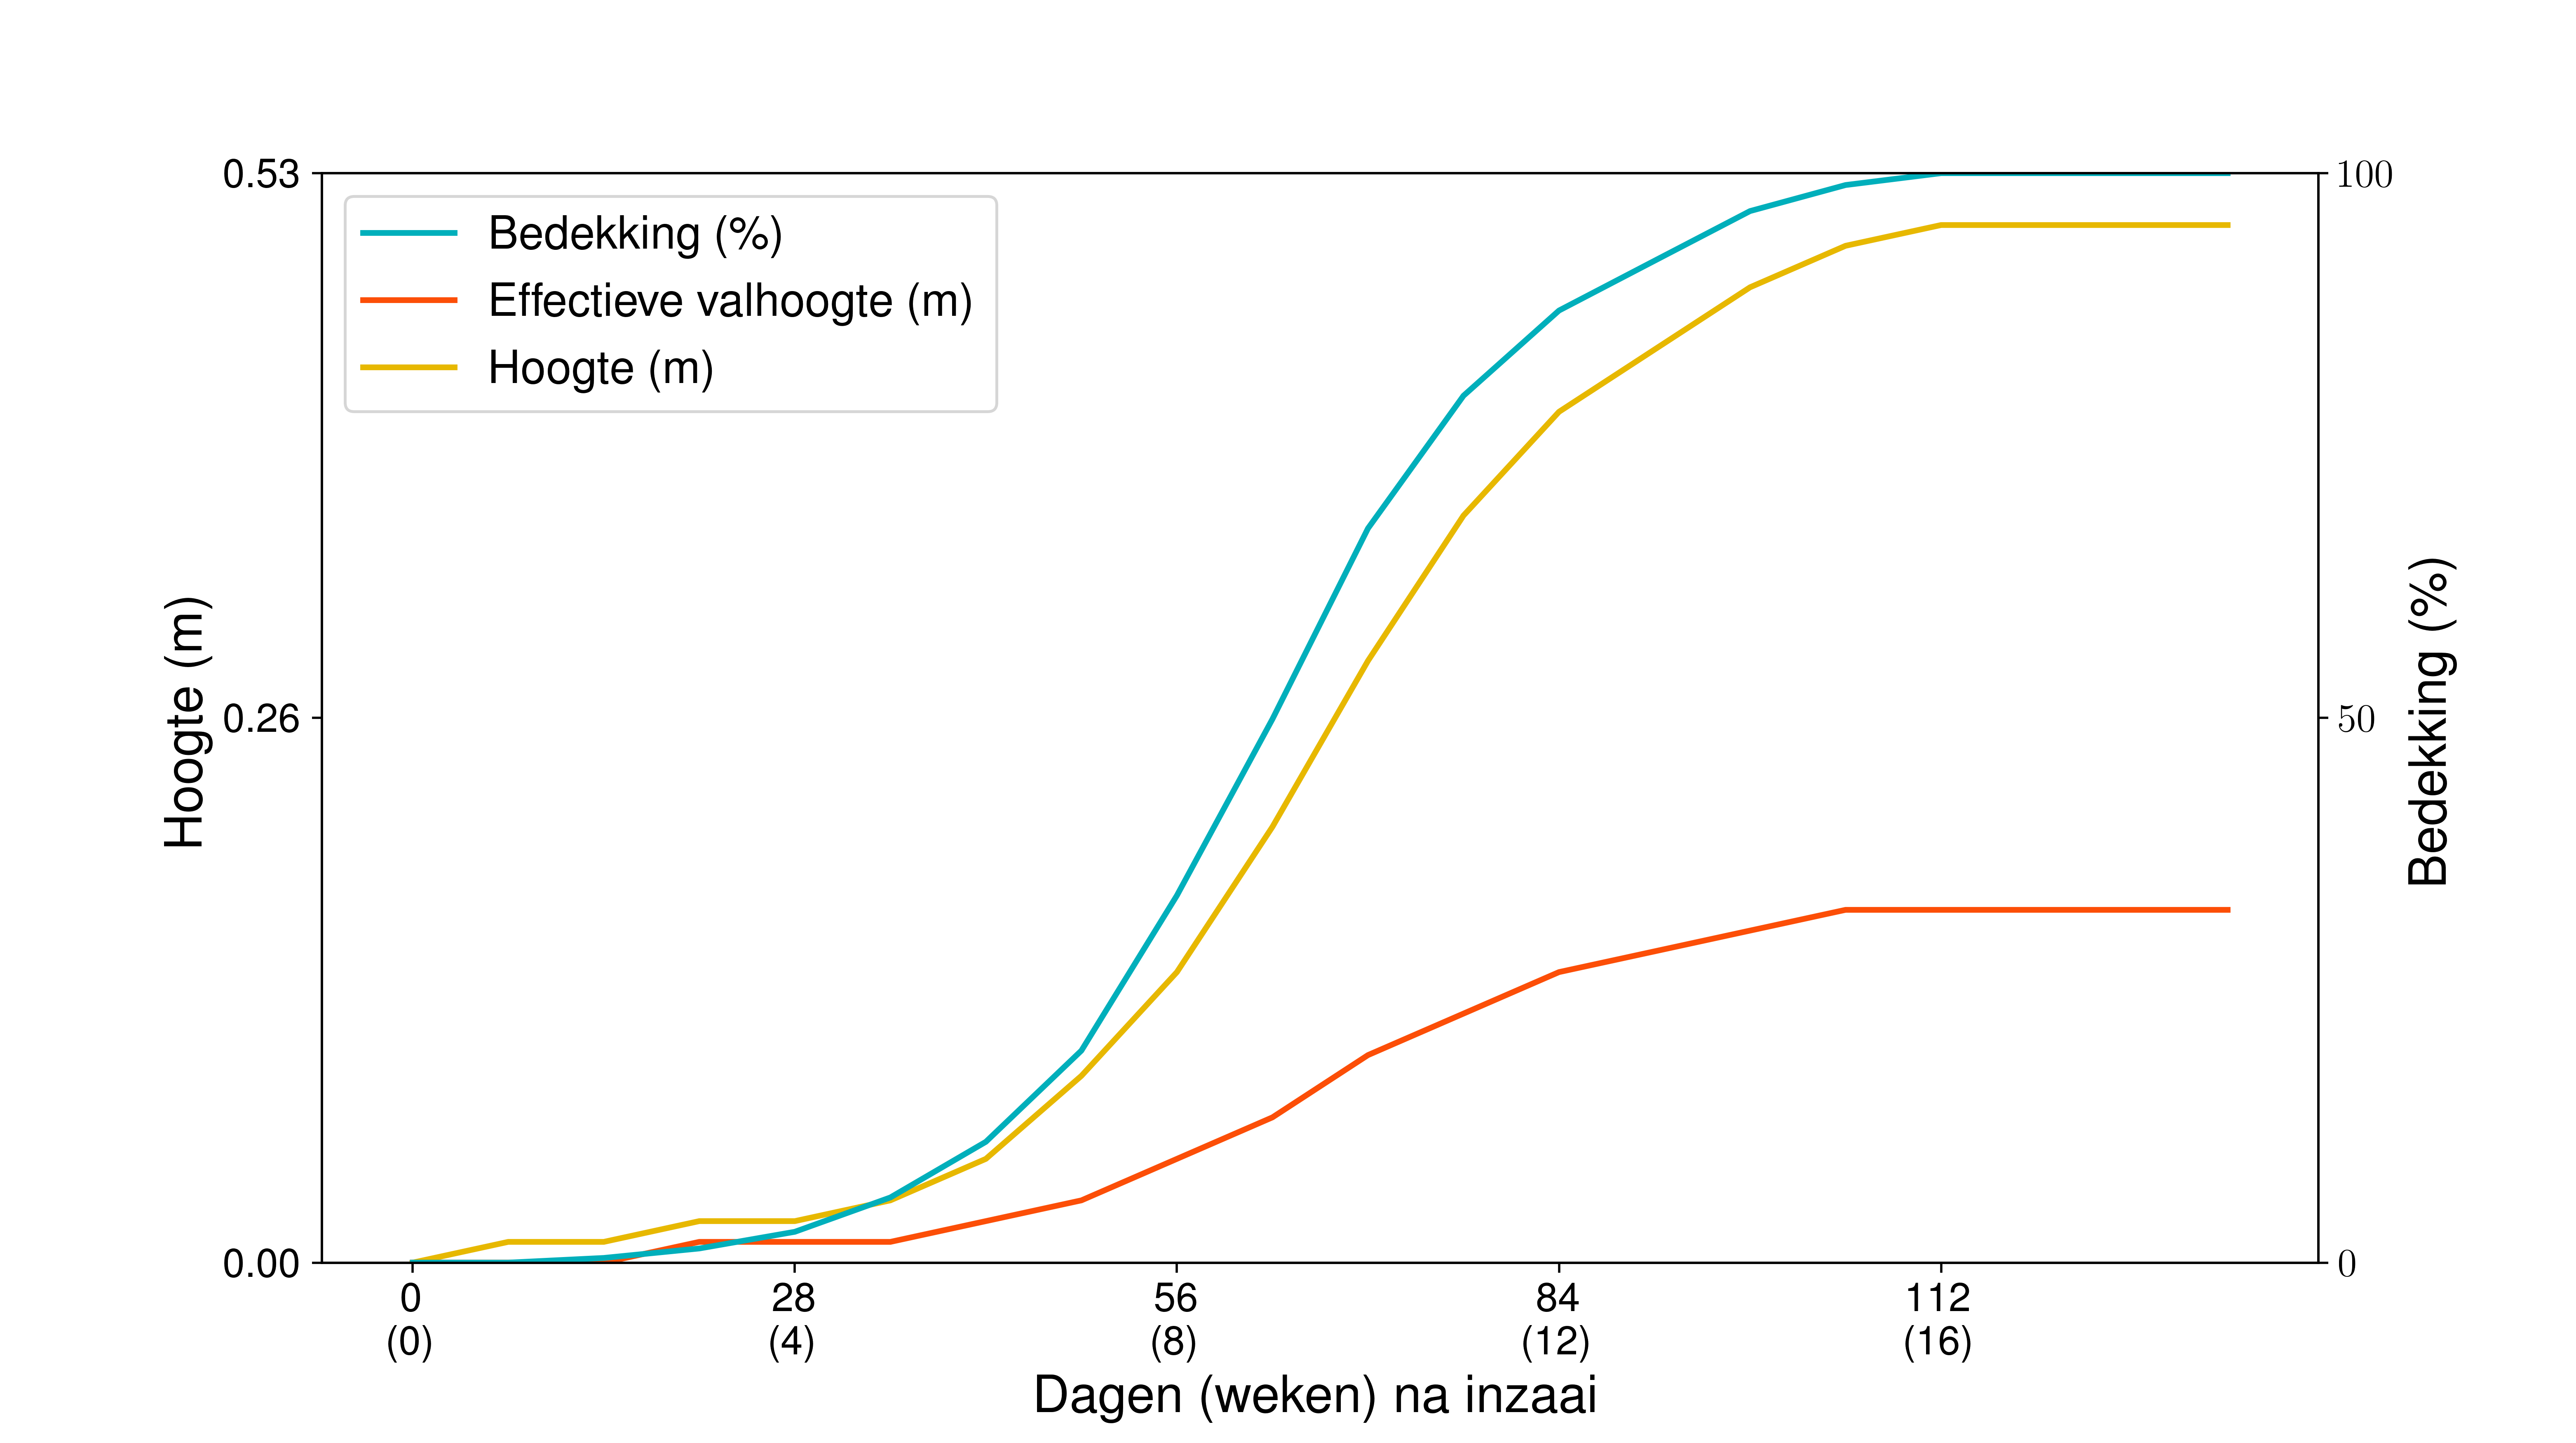 0.53
0.26
0.00
Hoogte (m)
Bedekking (%)
Effectieve valhoogte (m)
Hoogte (m)
100
50
0
Bedekking (%)
0 28 56 84 112
(0) (4) (8) (12) (16)
Dagen (weken) na inzaai